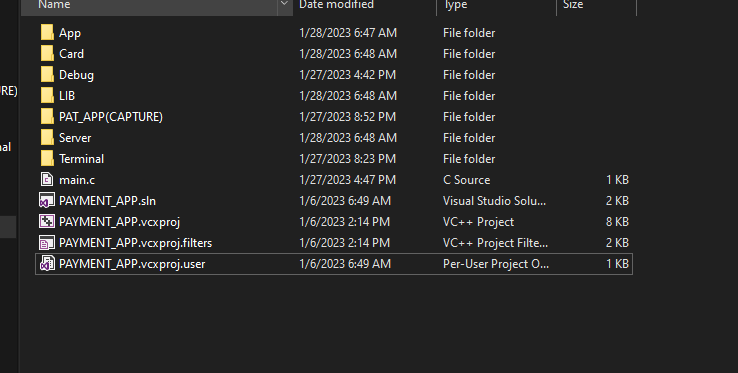 Name Date modified Type Size
App 1/28/2023 6:47 AM File folder
Card 1/28/2023 6:48 AM File folder
Debug 1/27/2023 4:42 PM File folder
URE) LIB 1/28/2023 6:48 AM File folder
PAT_APP(CAPTURE) 1/27/2023 8:52 PM File folder
Server 1/28/2023 6:48 AM File folder
nal Terminal 1/27/2023 8:23 PM File folder
main.c 1/27/2023 4:47 PM C Source 1 KB
PAYMENT_APP.sln 1/6/2023 6:49 AM Visual Studio Solu... 2 KB
PAYMENT_APP.vcxproj 1/6/2023 2:14 PM VC++ Project 8 KB
PAYMENT_APP.vcxproj.filters 1/6/2023 2:14 PM VC++ Project Filte... 2 KB
PAYMENT_APP.vcxproj.user 1/6/2023 6:49 AM Per-User Project O... 1 KB